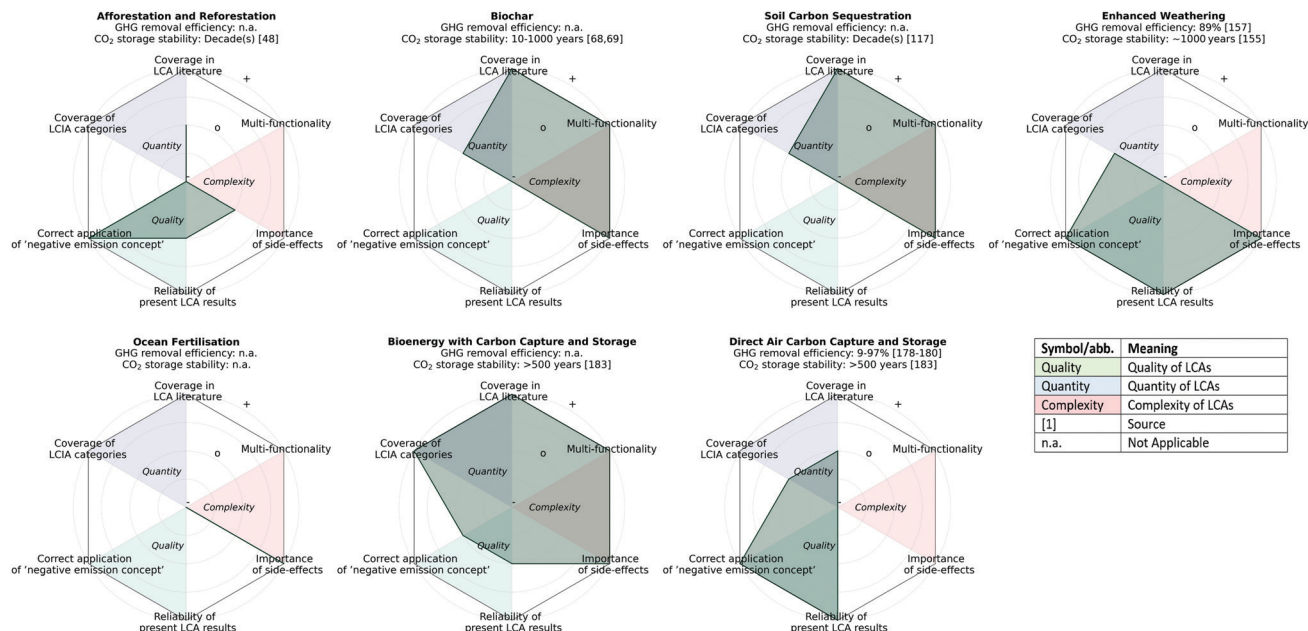 Afforestation and Reforestation
GHG removal efficiency: n.a.
CO₂ storage stability: Decade(s) [48]
Coverage in
LCA literature
+
Coverage of
LCIA categories
o
Multi-functionality
Quantity
-
Complexity
Quality
Correct application
of ‘negative emission concept’
Importance
of side-effects
Reliability of
present LCA results
Biochar
GHG removal efficiency: n.a.
CO₂ storage stability: 10-1000 years [68,69]
Coverage in
LCA literature
+
Coverage of
LCIA categories
o
Multi-functionality
Quantity
-
Complexity
Quality
Correct application
of ‘negative emission concept’
Importance
of side-effects
Reliability of
present LCA results
Soil Carbon Sequestration
GHG removal efficiency: n.a.
CO₂ storage stability: Decade(s) [117]
Coverage in
LCA literature
+
Coverage of
LCIA categories
o
Multi-functionality
Quantity
-
Complexity
Quality
Correct application
of ‘negative emission concept’
Importance
of side-effects
Reliability of
present LCA results
Enhanced Weathering
GHG removal efficiency: 89% [157]
CO₂ storage stability: ~1000 years [155]
Coverage in
LCA literature
+
Coverage of
LCIA categories
o
Multi-functionality
Quantity
-
Complexity
Quality
Correct application
of ‘negative emission concept’
Importance
of side-effects
Reliability of
present LCA results
Ocean Fertilisation
GHG removal efficiency: n.a.
CO₂ storage stability: n.a.
Coverage in
LCA literature
+
Coverage of
LCIA categories
o
Multi-functionality
Quantity
-
Complexity
Quality
Correct application
of ‘negative emission concept’
Importance
of side-effects
Reliability of
present LCA results
Bioenergy with Carbon Capture and Storage
GHG removal efficiency: n.a.
CO₂ storage stability: >500 years [183]
Coverage in
LCA literature
+
Coverage of
LCIA categories
o
Multi-functionality
Quantity
-
Complexity
Quality
Correct application
of ‘negative emission concept’
Importance
of side-effects
Reliability of
present LCA results
Direct Air Carbon Capture and Storage
GHG removal efficiency: 9-97% [178-180]
CO₂ storage stability: >500 years [183]
Coverage in
LCA literature
+
Coverage of
LCIA categories
o
Multi-functionality
Quantity
-
Complexity
Quality
Correct application
of ‘negative emission concept’
Importance
of side-effects
Reliability of
present LCA results
Symbol/abb. Meaning
Quality Quality of LCAs
Quantity Quantity of LCAs
Complexity Complexity of LCAs
[1] Source
n.a. Not Applicable